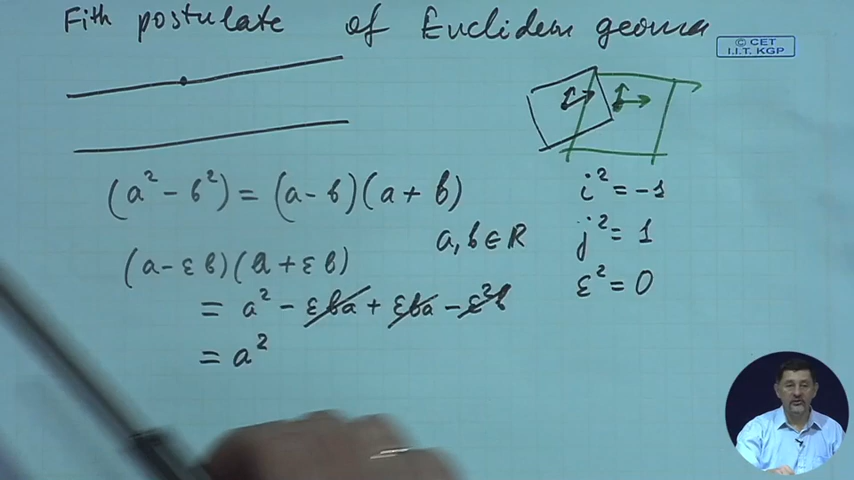 Fith postulate of Euclidean geome
© CET
I.I.T. KGP
(a² - b²) = (a - b)(a + b)
a, b ∈ R
i² = -1
j² = 1
ε² = 0
(a - εb)(a + εb)
= a² - εba + εba - ε²b
= a²